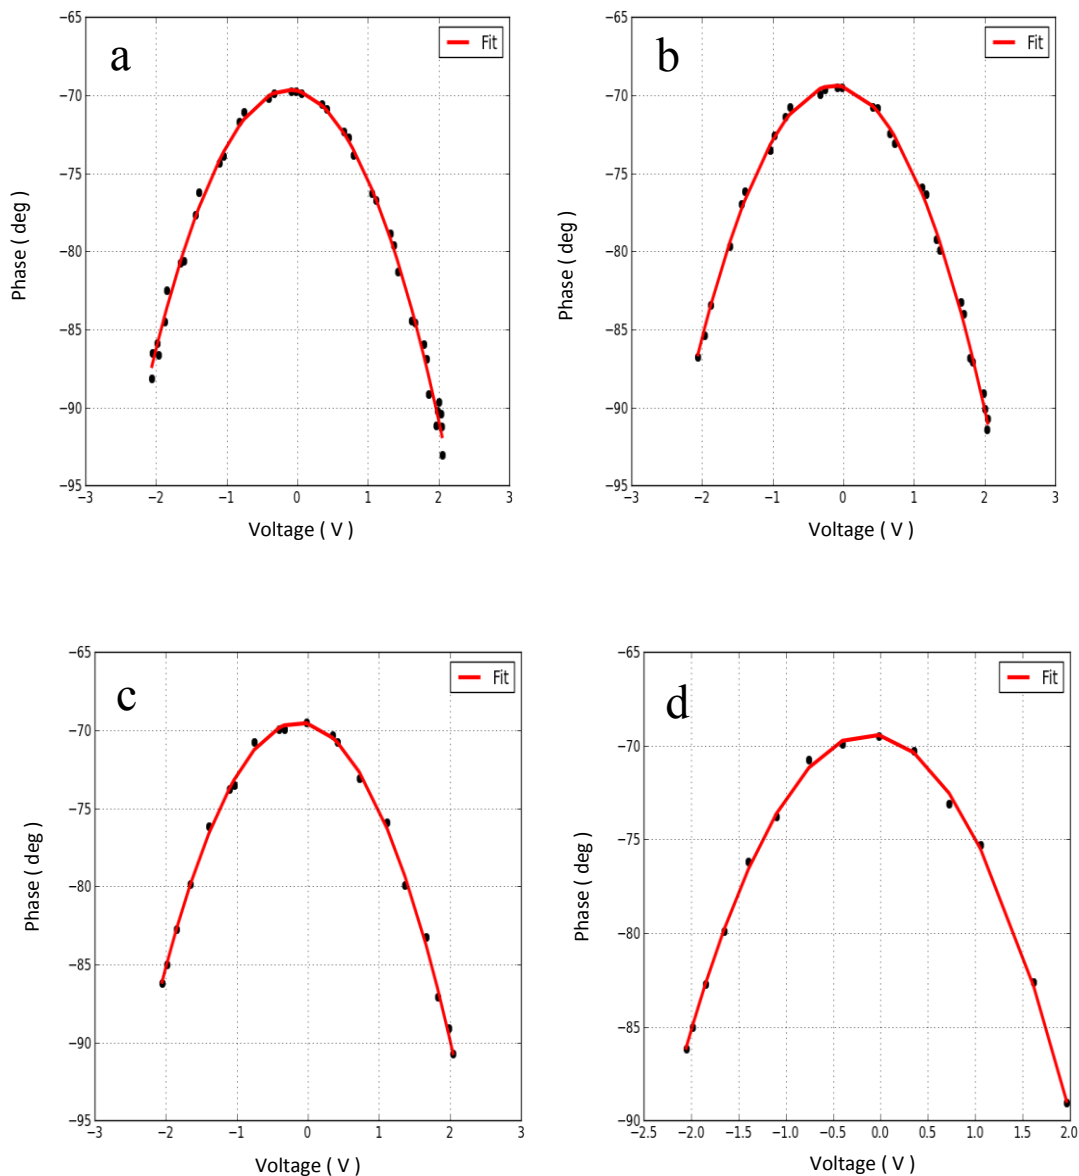 a
Fit
−65
−70
−75
−80
−85
−90
−95
Phase ( deg )
−3 −2 −1 0 1 2 3
Voltage ( V )
b
Fit
−65
−70
−75
−80
−85
−90
−95
Phase ( deg )
−3 −2 −1 0 1 2 3
Voltage ( V )
c
Fit
−65
−70
−75
−80
−85
−90
−95
Phase ( deg )
−3 −2 −1 0 1 2 3
Voltage ( V )
d
Fit
−65
−70
−75
−80
−85
−90
Phase ( deg )
−2.5 −2.0 −1.5 −1.0 −0.5 0.0 0.5 1.0 1.5 2.0
Voltage ( V )